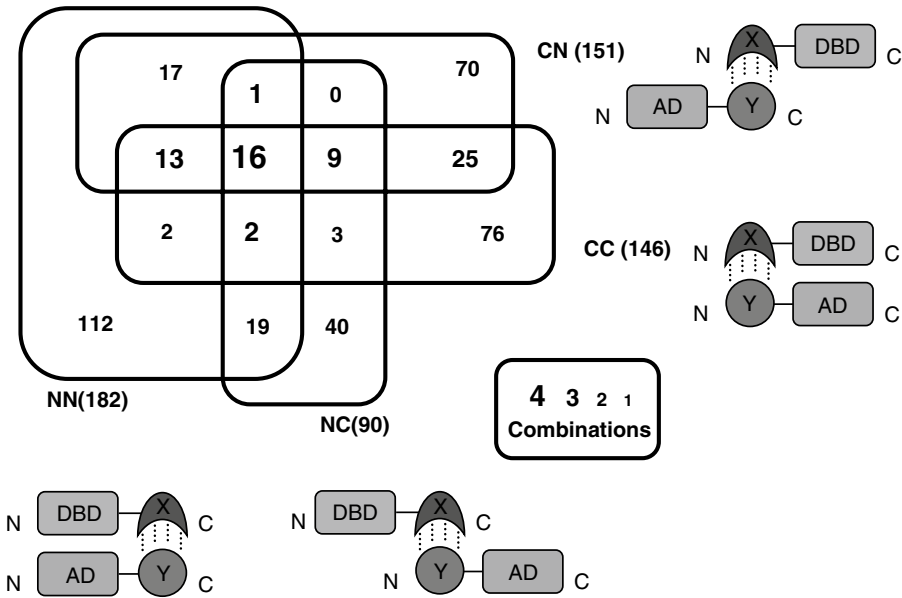 17
70
1
0
13
16
9
25
2
2
3
76
112
19
40
NN(182)
NC(90)
CN (151)
CC (146)
4 3 2 1
Combinations
N X DBD C
N AD Y C
N X DBD C
N Y AD C
N DBD X C
N AD Y C
N DBD X C
N Y AD C